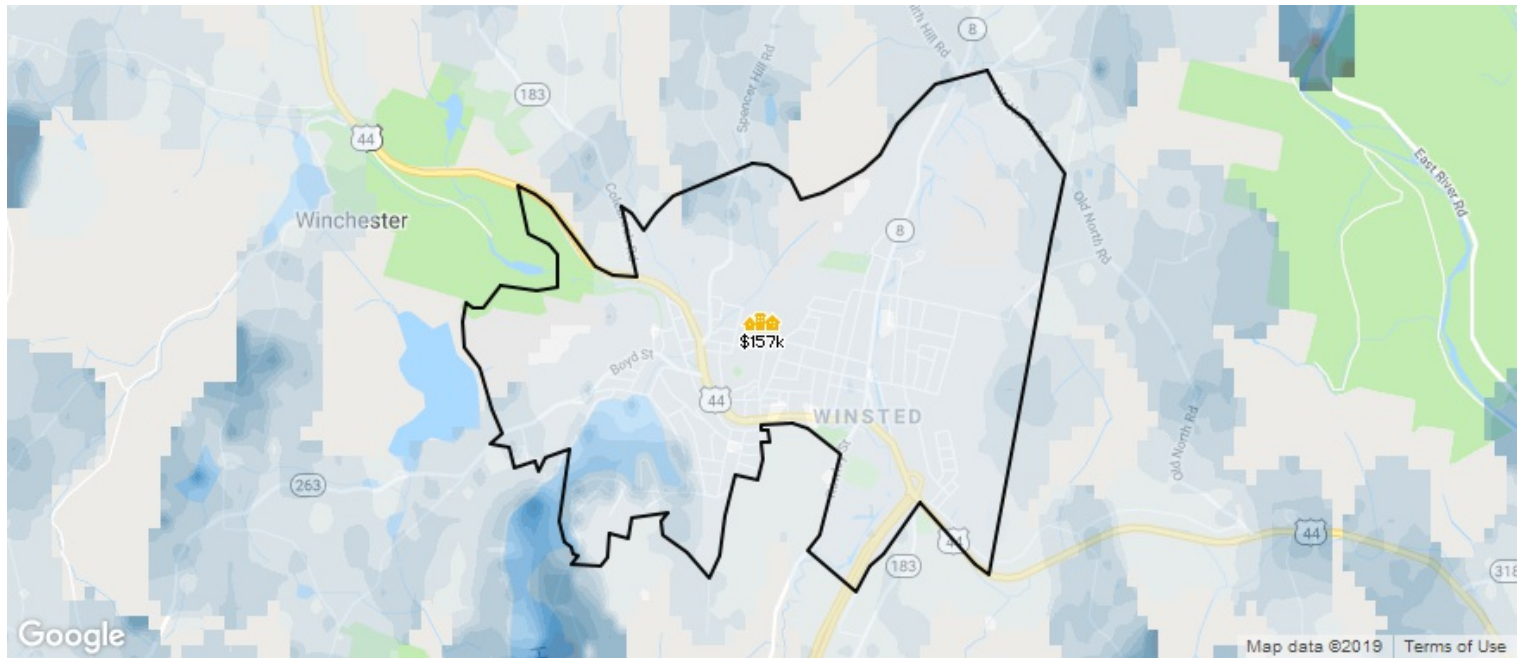 8
Spencer Hill Rd
183
44
East River Rd
Winchester
8
Old North Rd
$157k
Boyd St
44
WINSTED
Old North Rd
263
44
44
183
318
Google
Map data ©2019
Terms of Use